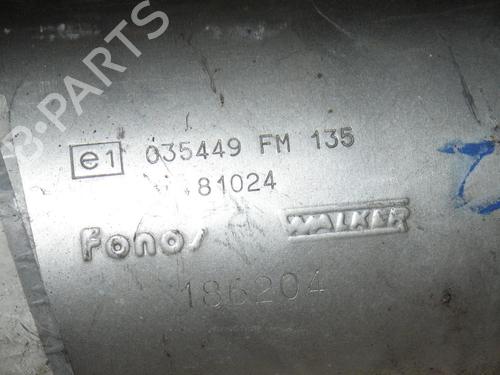 B-PARTS
e1 035449 FM 135
81024
Fonos WALKER
186204